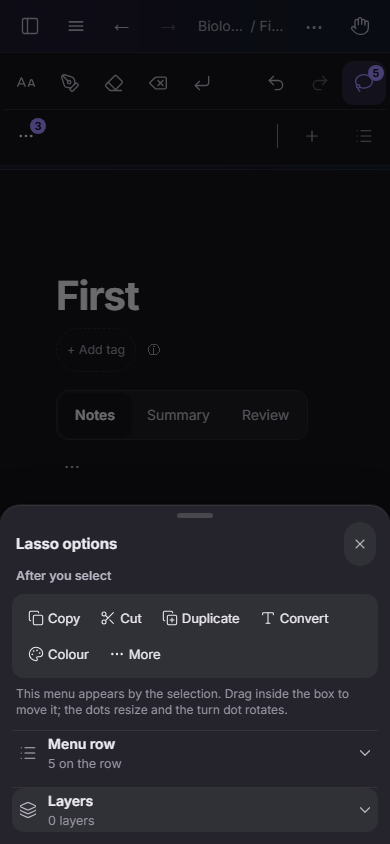 Biolo... / Fi...
AA
5
3
First
+ Add tag
Notes Summary Review
Lasso options
After you select
Copy Cut Duplicate Convert
Colour More
This menu appears by the selection. Drag inside the box to
move it; the dots resize and the turn dot rotates.
Menu row
5 on the row
Layers
0 layers